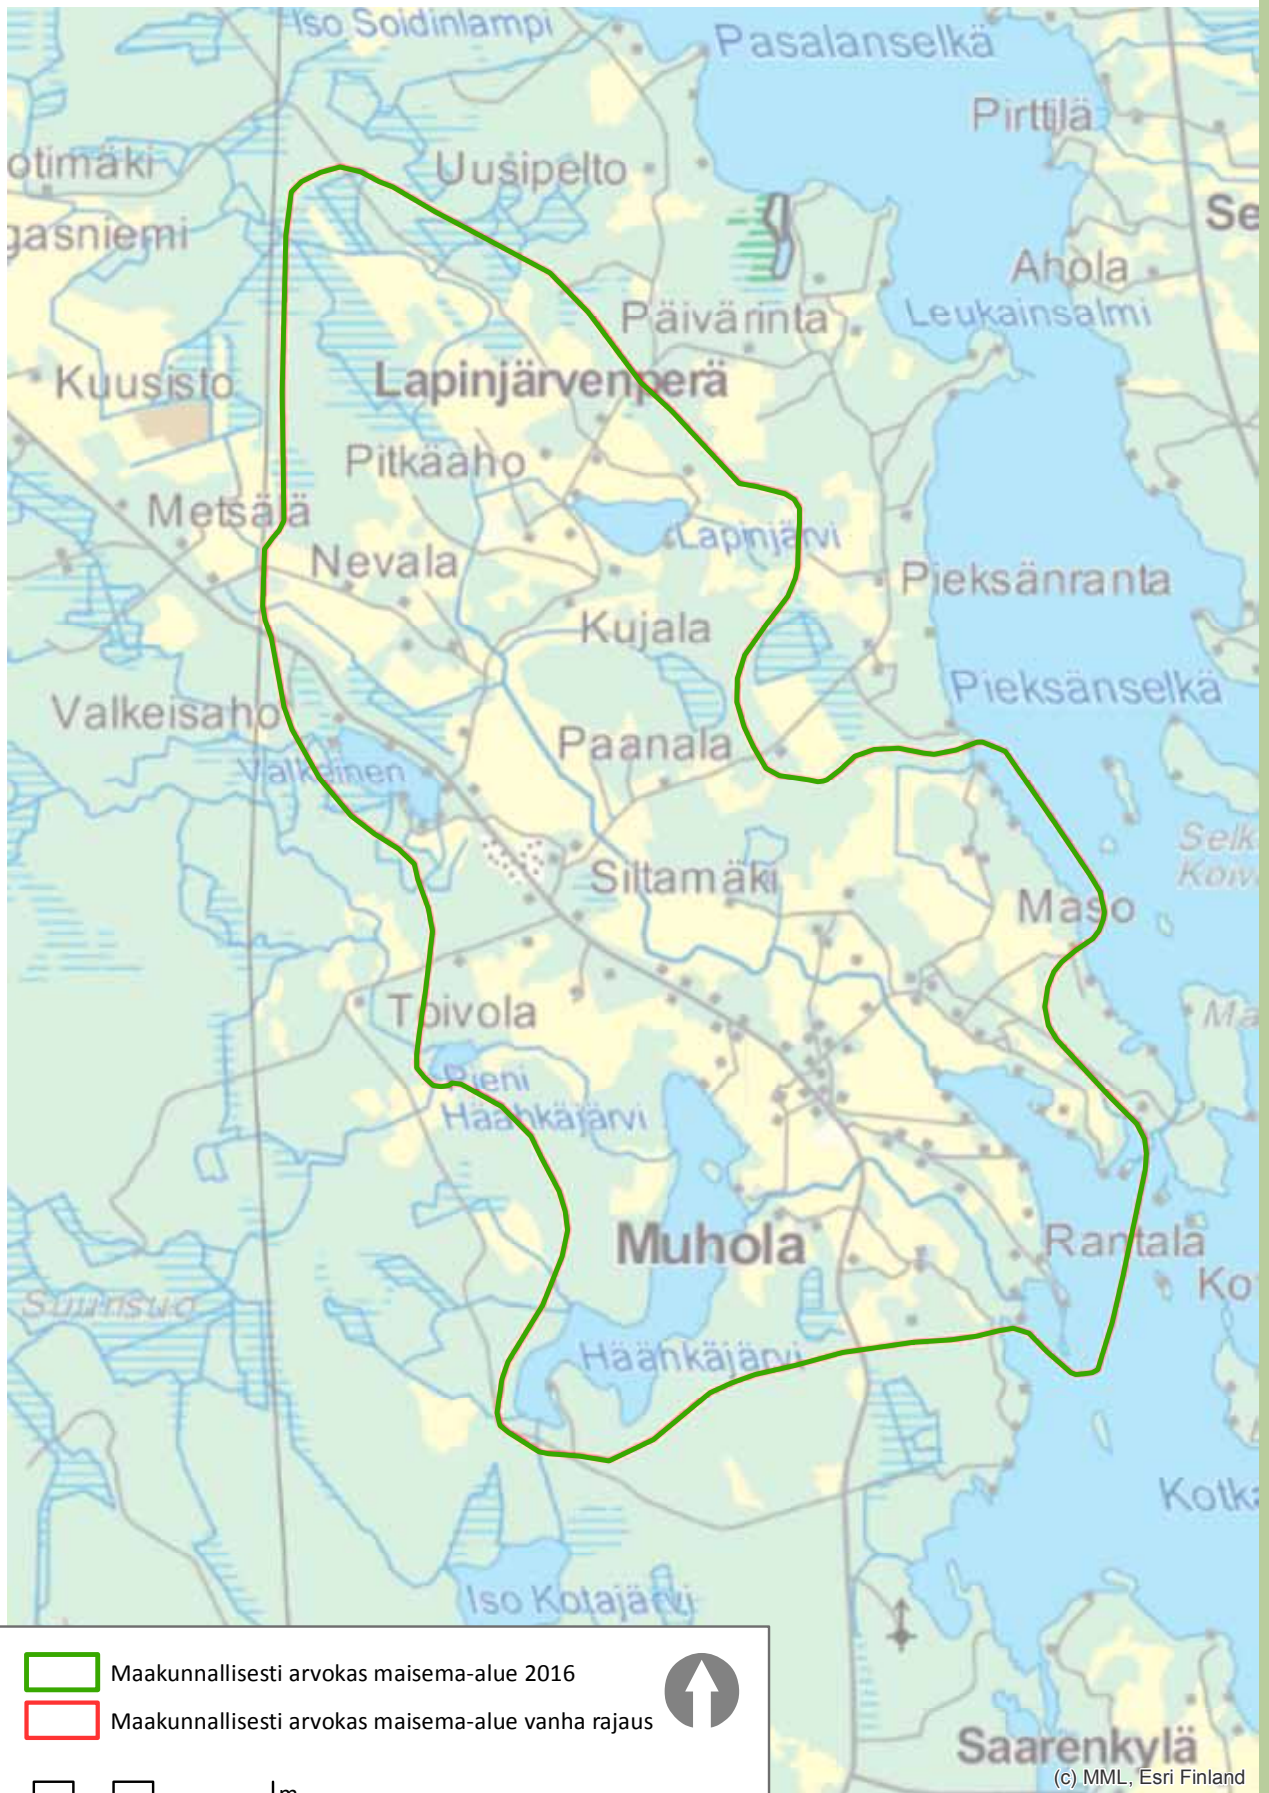 Iso Soidinlampi
Pasalanselkä
Pirttilä
otimäki
Uusipelto
Se
gasniemi
Ahola
Päivärinta
Leukainsalmi
Kuusisto
Lapinjärvenperä
Pitkäaho
Metsälä
Lapinjärvi
Nevala
Pieksänranta
Kujala
Pieksänselkä
Valkeisaho
Paanala
Valkeinen
Selk
Koiv
Siltamäki
Maso
Toivola
Ma
Pieni
Häähkäjärvi
Muhola
Rantala
Ko
Suurisuo
Häähkäjärvi
Kotka
Iso Kotajärvi
Maakunnallisesti arvokas maisema-alue 2016
Maakunnallisesti arvokas maisema-alue vanha rajaus
Saarenkylä
(c) MML, Esri Finland